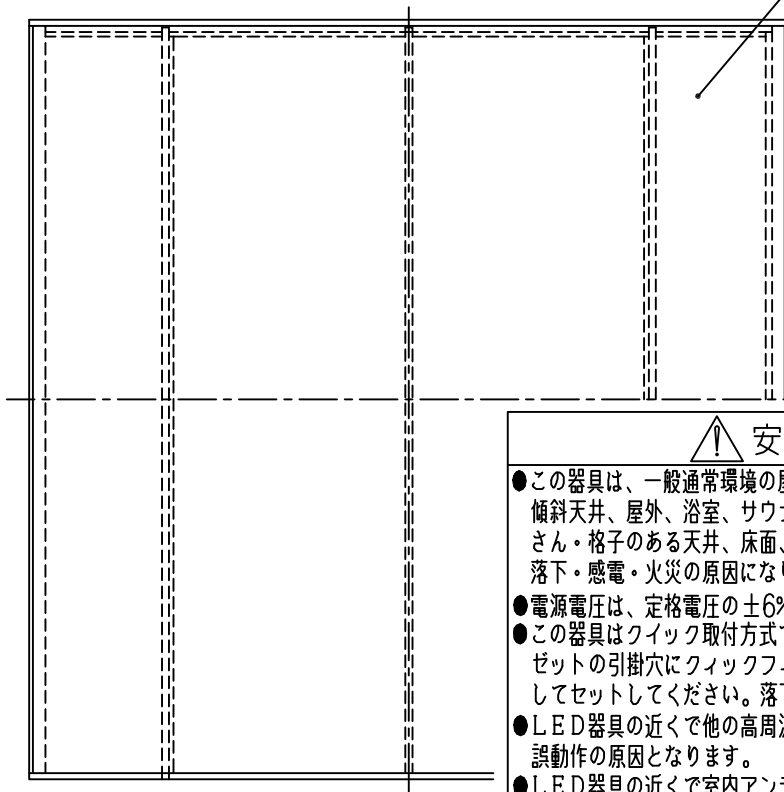 安
●この器具は、一般通常環境の
傾斜天井、屋外、浴室、サウ
さん・格子のある天井、床面、
落下・感電・火災の原因にな
●電源電圧は、定格電圧の±6%
●この器具はクイック取付方式
ゼットの引掛穴にクィックフ
してセットしてください。落
●LED器具の近くで他の高周
誤動作の原因となります。
●LED器具の近くで室内アン